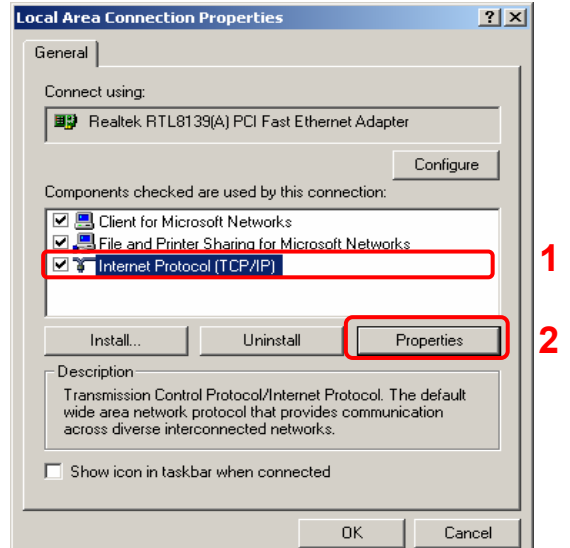 Local Area Connection Properties
General
Connect using:
Realtek RTL8139(A) PCI Fast Ethernet Adapter
Configure
Components checked are used by this connection:
Client for Microsoft Networks
File and Printer Sharing for Microsoft Networks
Internet Protocol (TCP/IP)
1
Install... Uninstall Properties
2
Description
Transmission Control Protocol/Internet Protocol. The default
wide area network protocol that provides communication
across diverse interconnected networks.
Show icon in taskbar when connected
OK Cancel